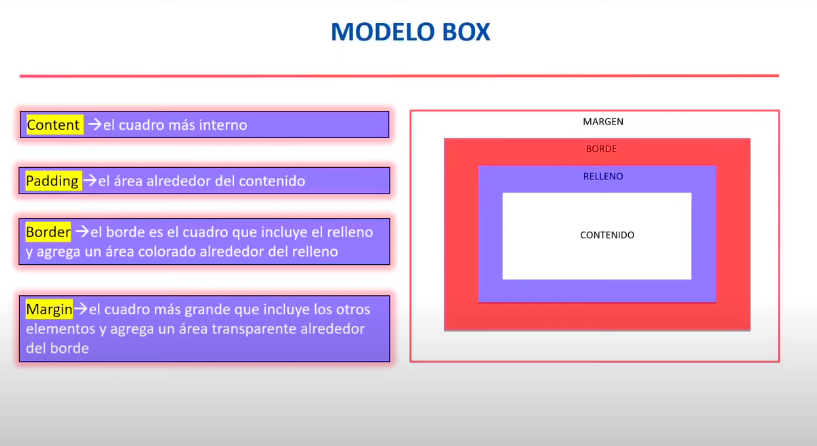 MODELO BOX
Content →el cuadro más interno
Padding →el área alrededor del contenido
Border →el borde es el cuadro que incluye el relleno
y agrega un área colorado alrededor del relleno
Margin→el cuadro más grande que incluye los otros
elementos y agrega un área transparente alrededor
del borde
MARGEN
BORDE
RELLENO
CONTENIDO